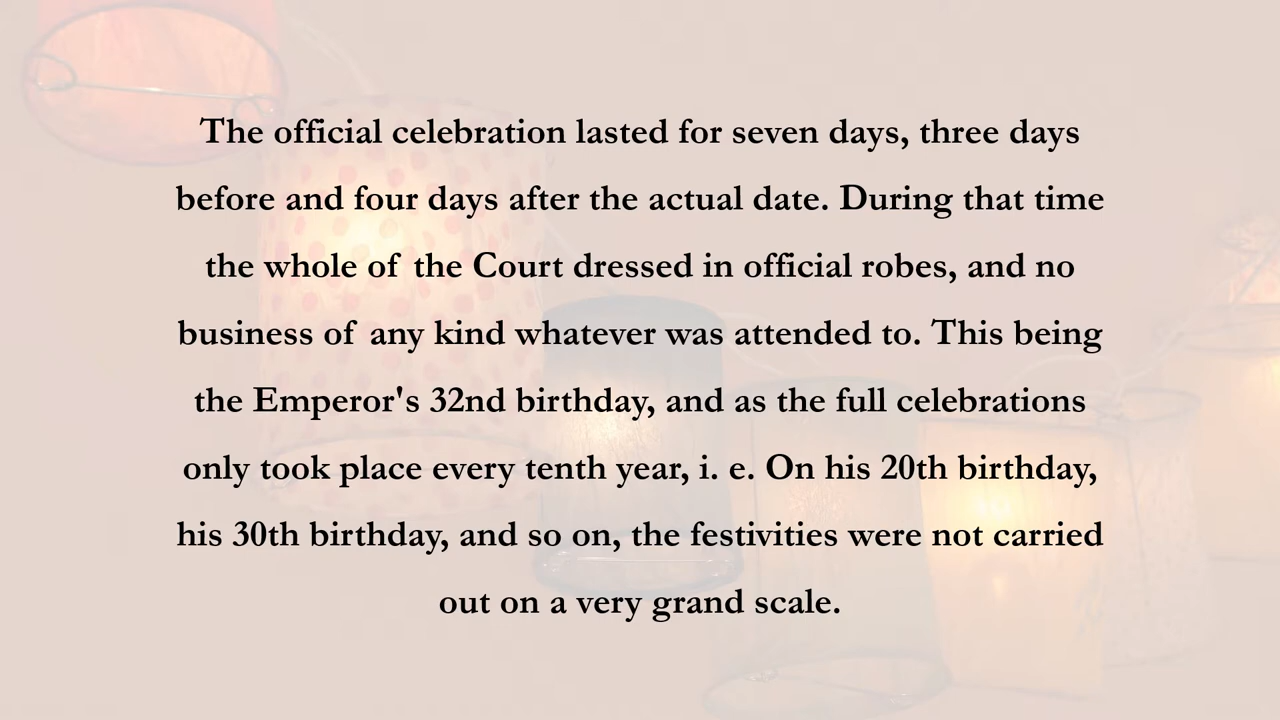 The official celebration lasted for seven days, three days
before and four days after the actual date. During that time
the whole of the Court dressed in official robes, and no
business of any kind whatever was attended to. This being
the Emperor's 32nd birthday, and as the full celebrations
only took place every tenth year, i. e. On his 20th birthday,
his 30th birthday, and so on, the festivities were not carried
out on a very grand scale.